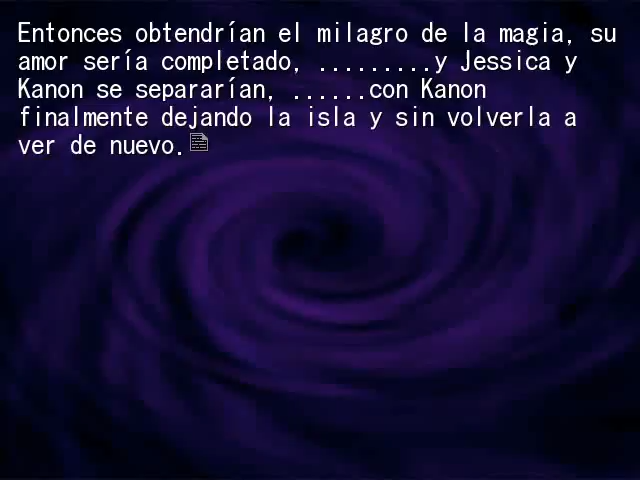 Entonces obtendrían el milagro de la magia, su
amor sería completado, .........y Jessica y
Kanon se separarían, ......con Kanon
finalmente dejando la isla y sin volverla a
ver de nuevo.